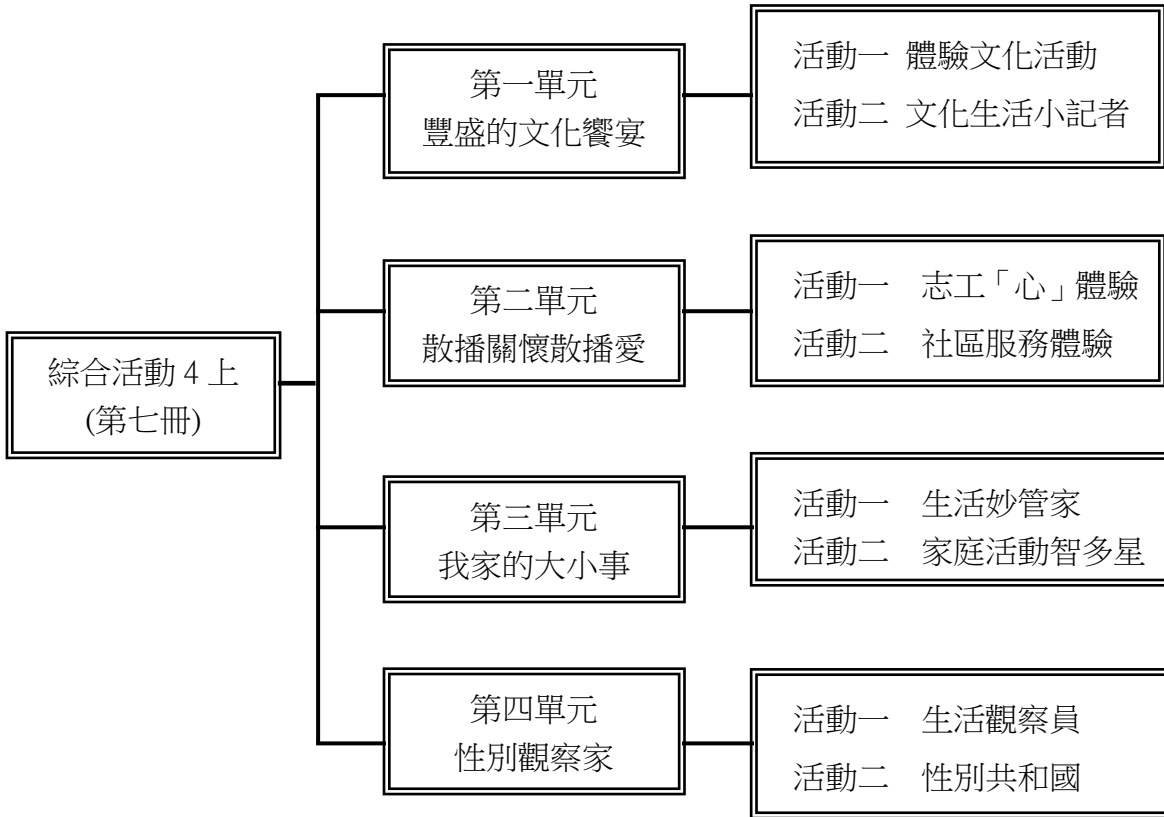 綜合活動 4 上
(第七冊)
第一單元
豐盛的文化饗宴
活動一 體驗文化活動
活動二 文化生活小記者
第二單元
散播關懷散播愛
活動一 志工「心」體驗
活動二 社區服務體驗
第三單元
我家的大小事
活動一 生活妙管家
活動二 家庭活動智多星
第四單元
性別觀察家
活動一 生活觀察員
活動二 性別共和國